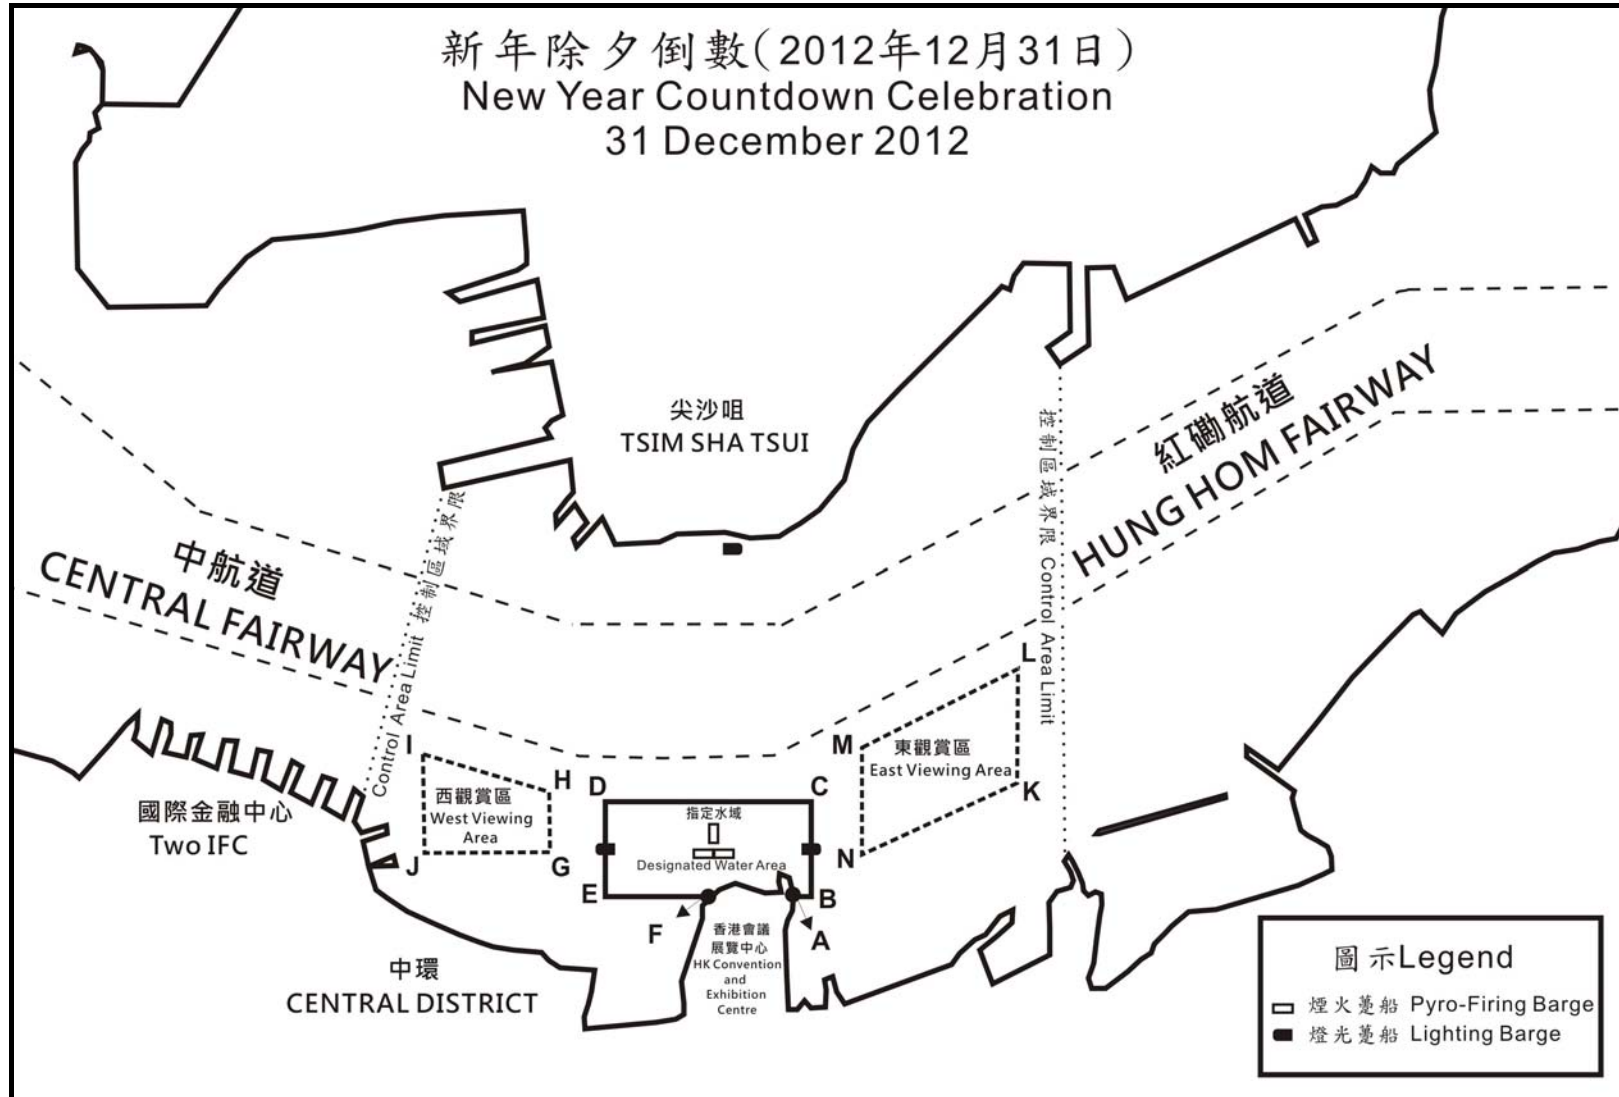 新年除夕倒數(2012年12月31日)
New Year Countdown Celebration
31 December 2012
尖沙咀
TSIM SHA TSUI
紅磡航道
HUNG HOM FAIRWAY
中航道
CENTRAL FAIRWAY
Control Area Limit 控制區域界限
控制區域界限 Control Area Limit
L
M
東觀賞區
East Viewing Area
K
N
I
H
西觀賞區
West Viewing
Area
J
G
D
C
指定水域
Designated Water Area
E
B
F
A
香港會議
展覽中心
HK Convention
and
Exhibition
Centre
國際金融中心
Two IFC
中環
CENTRAL DISTRICT
圖示Legend
煙火躉船 Pyro-Firing Barge
燈光躉船 Lighting Barge